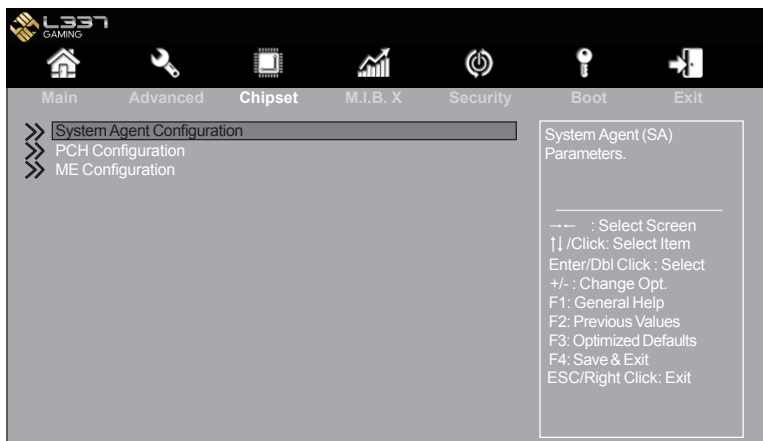 L337
GAMING
Main Advanced Chipset M.I.B. X Security Boot Exit
System Agent Configuration
PCH Configuration
ME Configuration
System Agent (SA)
Parameters.
→← : Select Screen
↑↓/Click: Select Item
Enter/Dbl Click : Select
+/- : Change Opt.
F1: General Help
F2: Previous Values
F3: Optimized Defaults
F4: Save & Exit
ESC/Right Click: Exit